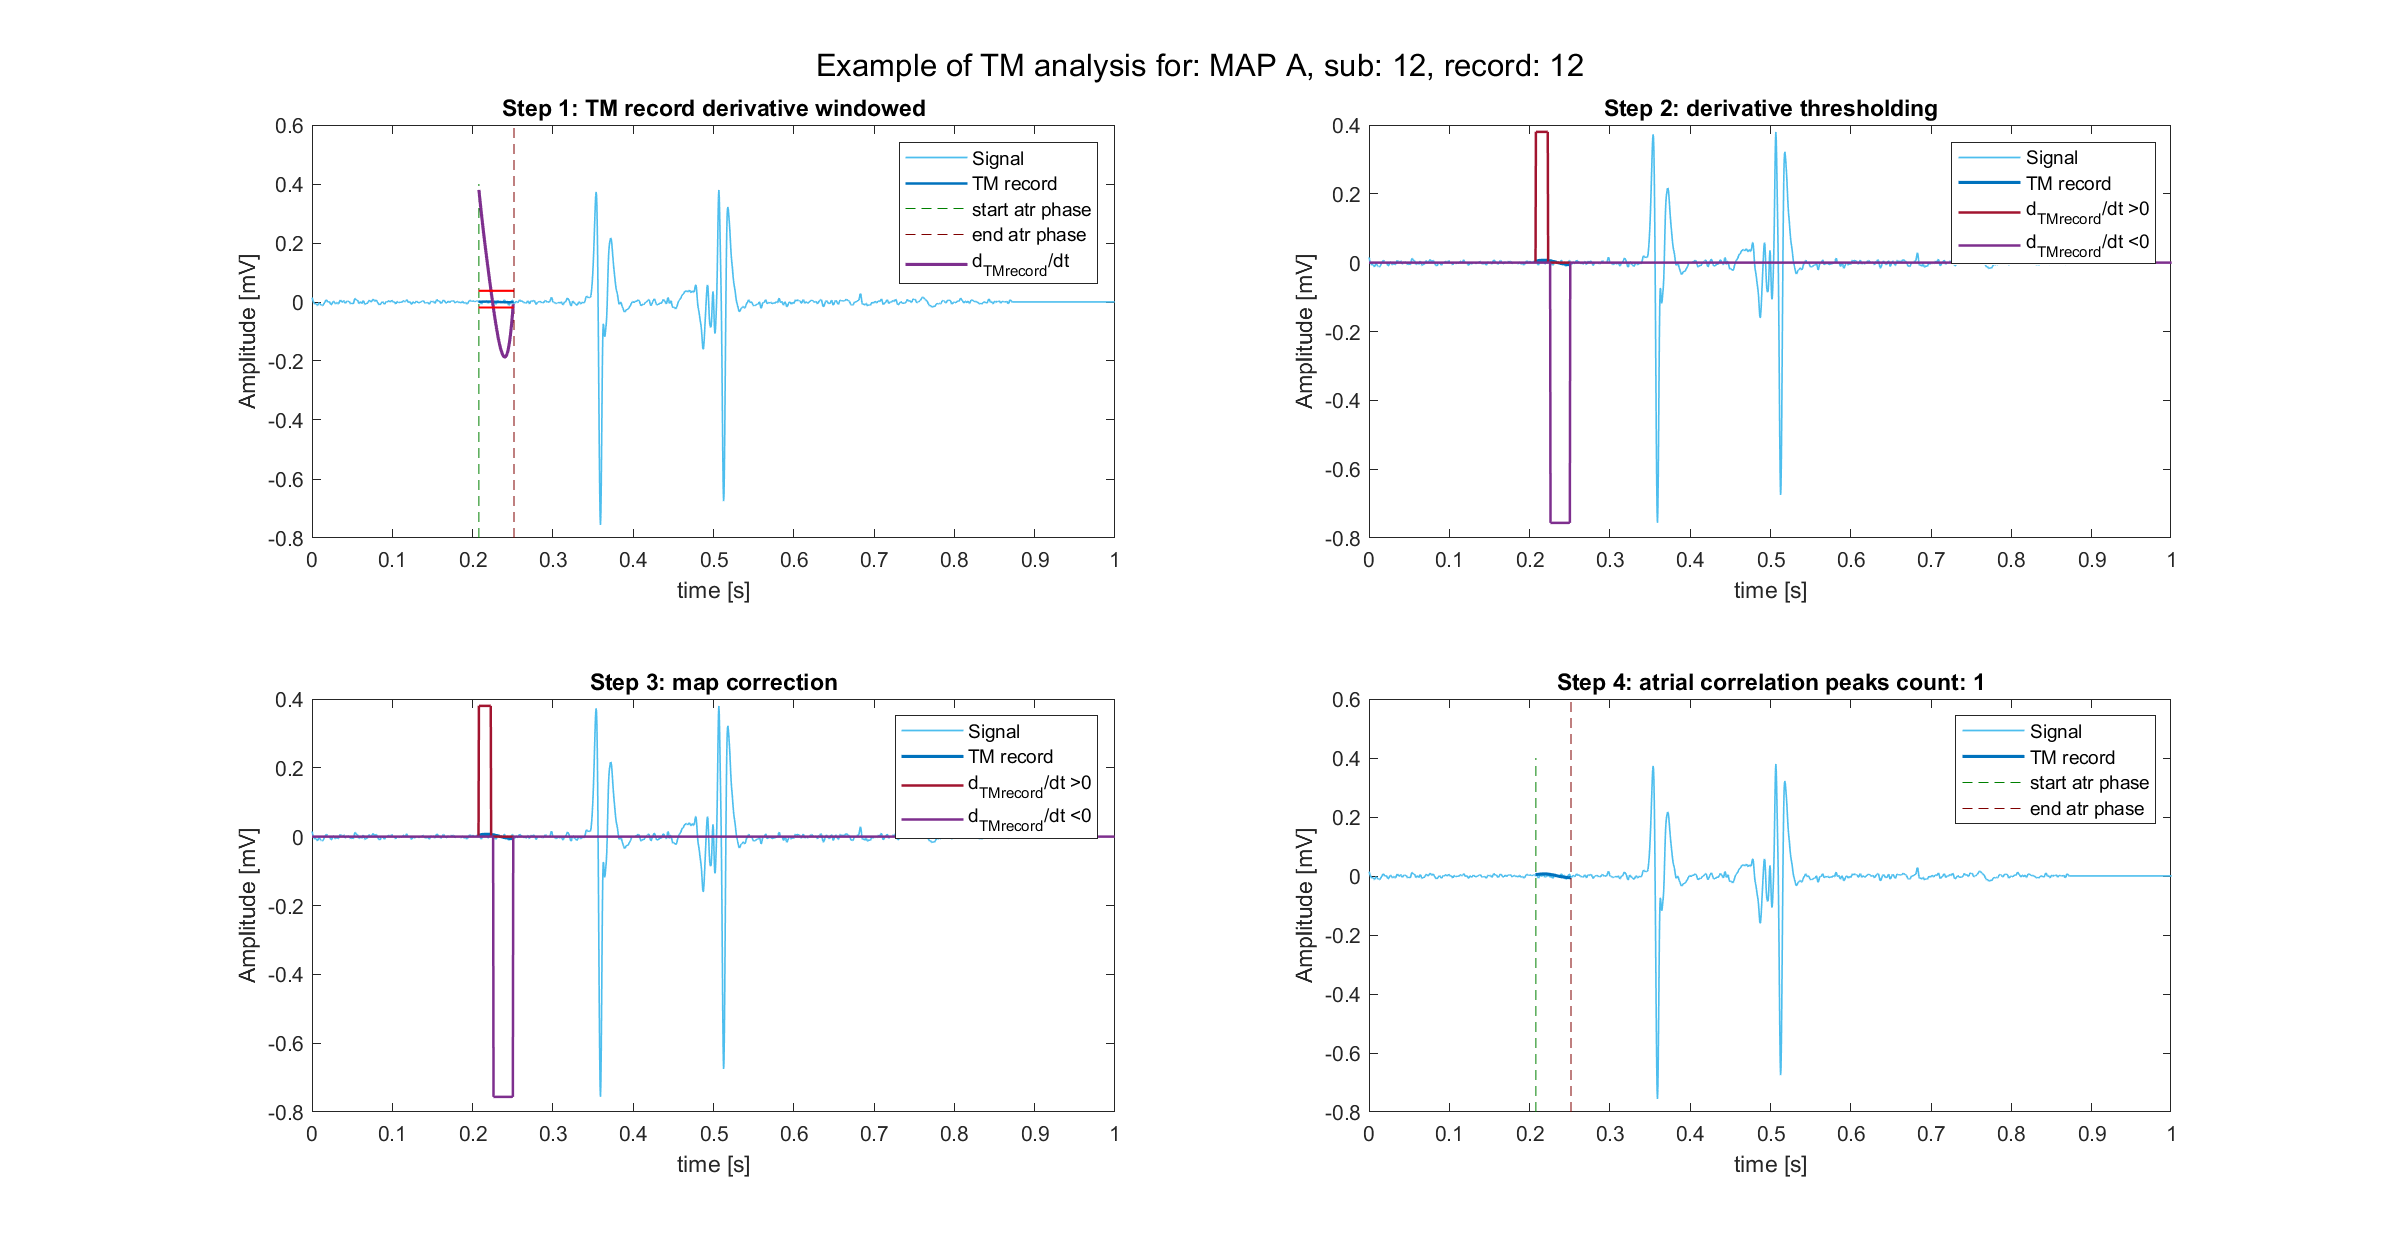 Example of TM analysis for: MAP A, sub: 12, record: 12
Step 1: TM record derivative windowed
0.6
0.4
0.2
0
-0.2
-0.4
-0.6
-0.8
Amplitude [mV]
0 0.1 0.2 0.3 0.4 0.5 0.6 0.7 0.8 0.9 1
time [s]
Signal
TM record
start atr phase
end atr phase
dTMrecord/dt
Step 2: derivative thresholding
0.4
0.2
0
-0.2
-0.4
-0.6
-0.8
Amplitude [mV]
0 0.1 0.2 0.3 0.4 0.5 0.6 0.7 0.8 0.9 1
time [s]
Signal
TM record
dTMrecord/dt >0
dTMrecord/dt <0
Step 3: map correction
0.4
0.2
0
-0.2
-0.4
-0.6
-0.8
Amplitude [mV]
0 0.1 0.2 0.3 0.4 0.5 0.6 0.7 0.8 0.9 1
time [s]
Signal
TM record
dTMrecord/dt >0
dTMrecord/dt <0
Step 4: atrial correlation peaks count: 1
0.6
0.4
0.2
0
-0.2
-0.4
-0.6
-0.8
Amplitude [mV]
0 0.1 0.2 0.3 0.4 0.5 0.6 0.7 0.8 0.9 1
time [s]
Signal
TM record
start atr phase
end atr phase